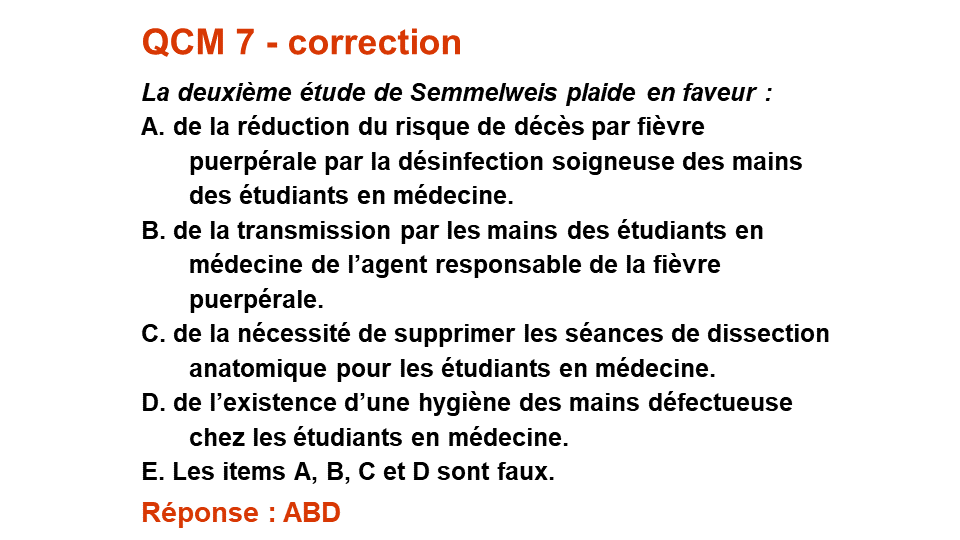 QCM 7 - correction
La deuxième étude de Semmelweis plaide en faveur :
A. de la réduction du risque de décès par fièvre
puerpérale par la désinfection soigneuse des mains
des étudiants en médecine.
B. de la transmission par les mains des étudiants en
médecine de l’agent responsable de la fièvre
puerpérale.
C. de la nécessité de supprimer les séances de dissection
anatomique pour les étudiants en médecine.
D. de l’existence d’une hygiène des mains défectueuse
chez les étudiants en médecine.
E. Les items A, B, C et D sont faux.
Réponse : ABD